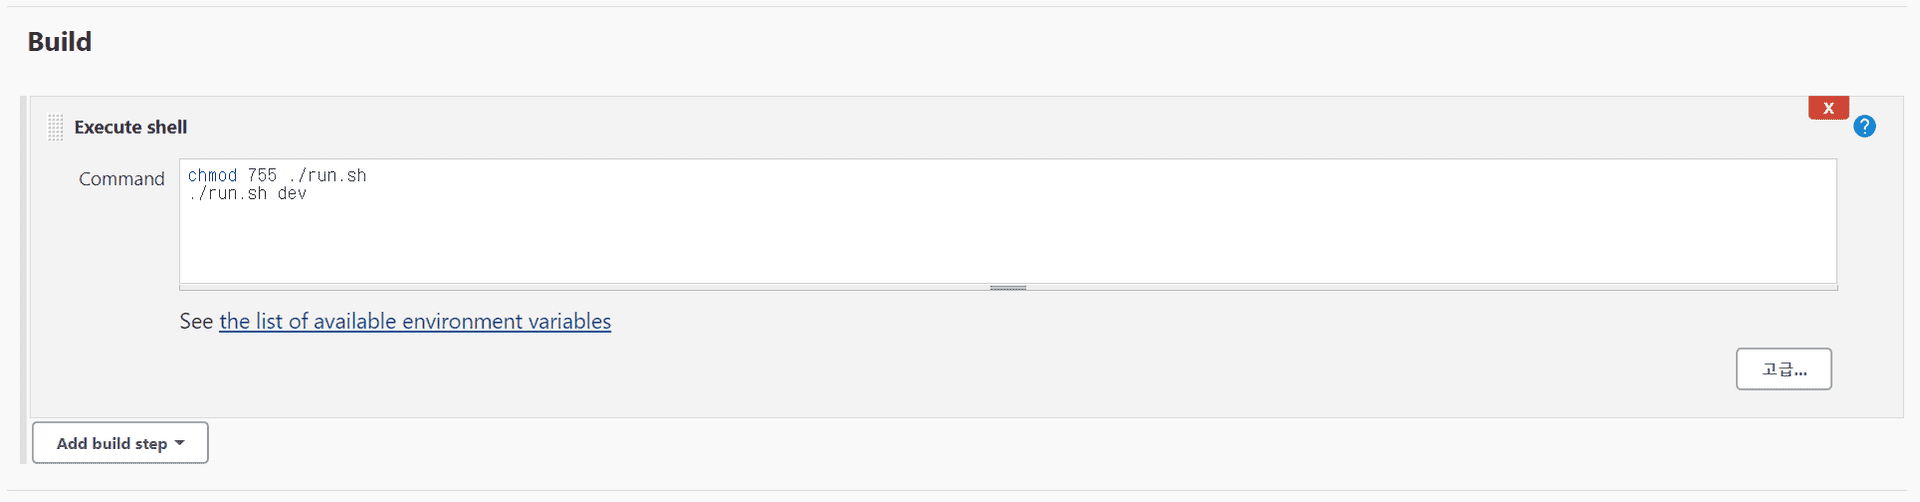 Build
X
Execute shell
?
Command
chmod 755 ./run.sh
./run.sh dev
See the list of available environment variables
고급...
Add build step